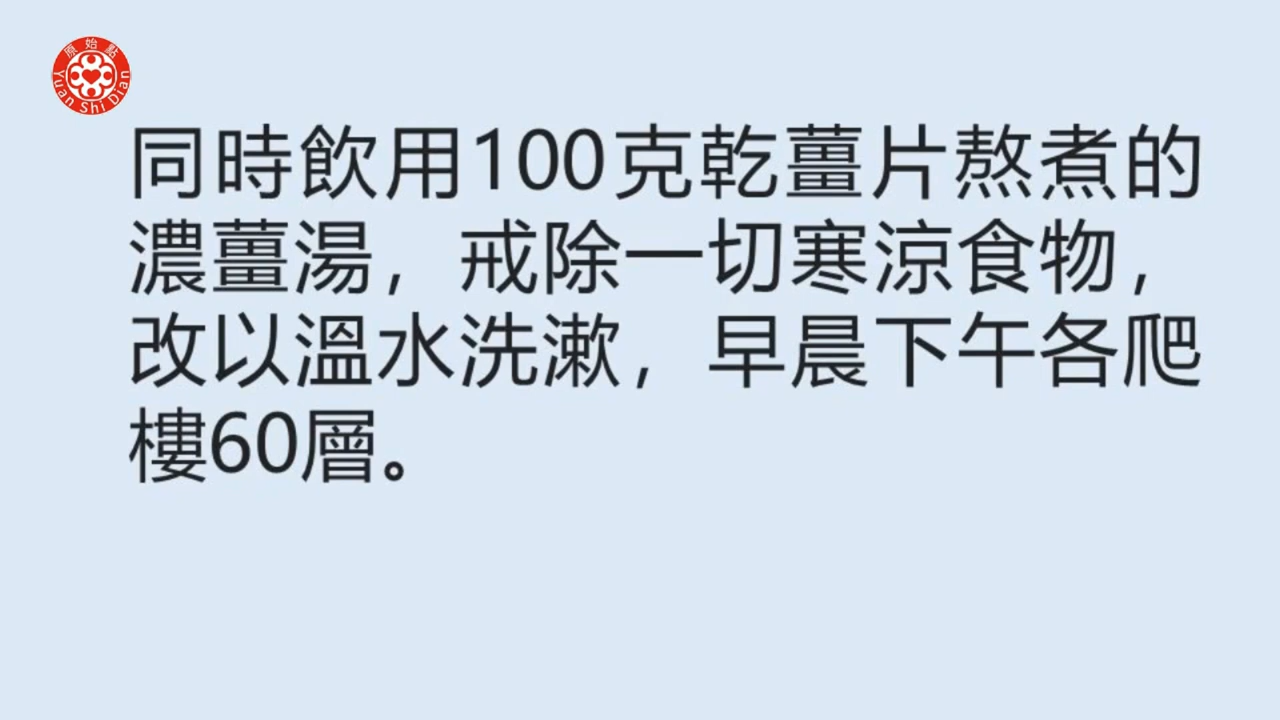 原始點
Yuan Shi Dian
同時飲用100克乾薑片熬煮的
濃薑湯，戒除一切寒涼食物，
改以溫水洗漱，早晨下午各爬
樓60層。